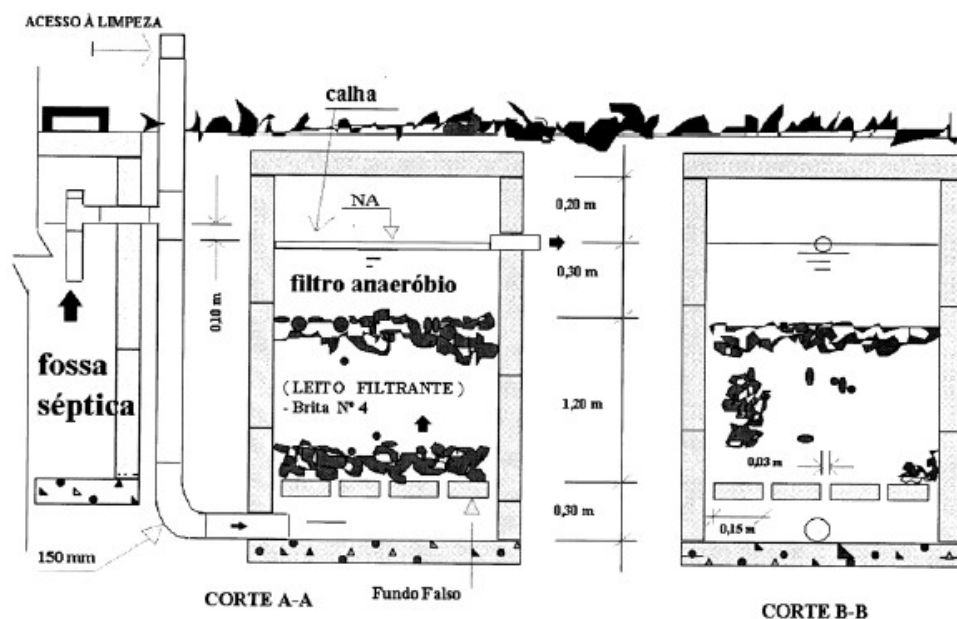 ACESSO À LIMPEZA
calha
NA
0,20 m
0,30 m
filtro anaeróbio
0,10 m
fossa
séptica
(LEITO FILTRANTE)
- Brita Nº 4
1,20 m
0,03 m
0,30 m
0,15 m
150 mm
Fundo Falso
CORTE A-A
CORTE B-B